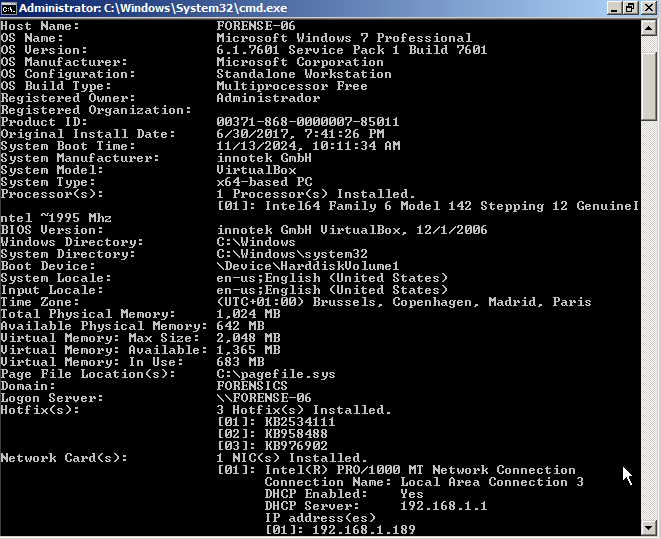 Administrator: C:\Windows\System32\cmd.exe
Host Name: FORENSE-06
OS Name: Microsoft Windows 7 Professional
OS Version: 6.1.7601 Service Pack 1 Build 7601
OS Manufacturer: Microsoft Corporation
OS Configuration: Standalone Workstation
OS Build Type: Multiprocessor Free
Registered Owner: Administrador
Registered Organization:
Product ID: 00371-868-0000007-85011
Original Install Date: 6/30/2017, 7:41:26 PM
System Boot Time: 11/13/2024, 10:11:34 AM
System Manufacturer: innotek GmbH
System Model: VirtualBox
System Type: x64-based PC
Processor(s): 1 Processor(s) Installed.
[01]: Intel64 Family 6 Model 142 Stepping 12 GenuineI
ntel ~1995 Mhz
BIOS Version: innotek GmbH VirtualBox, 12/1/2006
Windows Directory: C:\Windows
System Directory: C:\Windows\system32
Boot Device: \Device\HarddiskVolume1
System Locale: en-us;English (United States)
Input Locale: en-us;English (United States)
Time Zone: (UTC+01:00) Brussels, Copenhagen, Madrid, Paris
Total Physical Memory: 1,024 MB
Available Physical Memory: 642 MB
Virtual Memory: Max Size: 2,048 MB
Virtual Memory: Available: 1,365 MB
Virtual Memory: In Use: 683 MB
Page File Location(s): C:\pagefile.sys
Domain: FORENSICS
Logon Server: \\FORENSE-06
Hotfix(s): 3 Hotfix(s) Installed.
[01]: KB2534111
[02]: KB958488
[03]: KB976902
Network Card(s): 1 NIC(s) Installed.
[01]: Intel(R) PRO/1000 MT Network Connection
Connection Name: Local Area Connection 3
DHCP Enabled: Yes
DHCP Server: 192.168.1.1
IP address(es)
[01]: 192.168.1.189